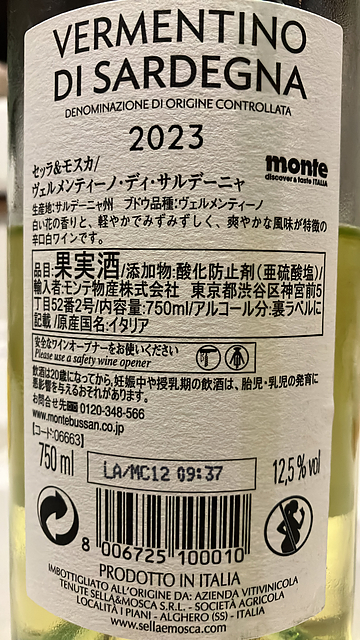 VERMENTINO
DI SARDEGNA
DENOMINAZIONE DI ORIGINE CONTROLLATA
2023
monte
discover & taste ITALIA
セッラ&モスカ/
ヴェルメンティーノ・ディ・サルデーニャ
生産地:サルデーニャ州 ブドウ品種:ヴェルメンティーノ
白い花の香りと、軽やかでみずみずしく、爽やかな風味が特徴の
辛口白ワインです。
品目:果実酒/添加物:酸化防止剤(亜硫酸塩)/
輸入者:モンテ物産株式会社 東京都渋谷区神宮前5
丁目52番2号/内容量:750ml/アルコール分:裏ラベルに
記載/原産国名:イタリア
安全なワインオープナーをお使いください
Please use a safety wine opener
飲酒は20歳になってから。妊娠中や授乳期の飲酒は、胎児・乳児の発育に
悪影響を与えるおそれがあります。
お問合せ先 0120-348-566
www.montebussan.co.jp
【コード:06663】
750 ml
LA/MC12 09:37
12,5 % vol
8 006725 100010
PRODOTTO IN ITALIA
IMBOTTIGLIATO ALL'ORIGINE DA: AZIENDA VITIVINICOLA
TENUTE SELLA&MOSCA S.R.L. - SOCIETÀ AGRICOLA
LOCALITÀ I PIANI - ALGHERO (SS) - ITALIA
www.sellaemosca.com